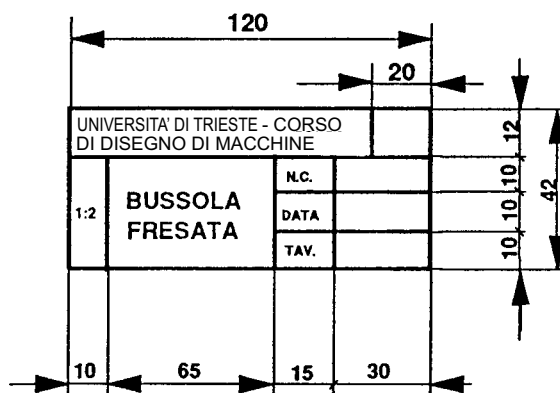 120
20
UNIVERSITA' DI TRIESTE - CORSO
DI DISEGNO DI MACCHINE
12
N.C.
10
1:2
BUSSOLA
FRESATA
DATA
10
42
TAV.
10
10
65
15
30